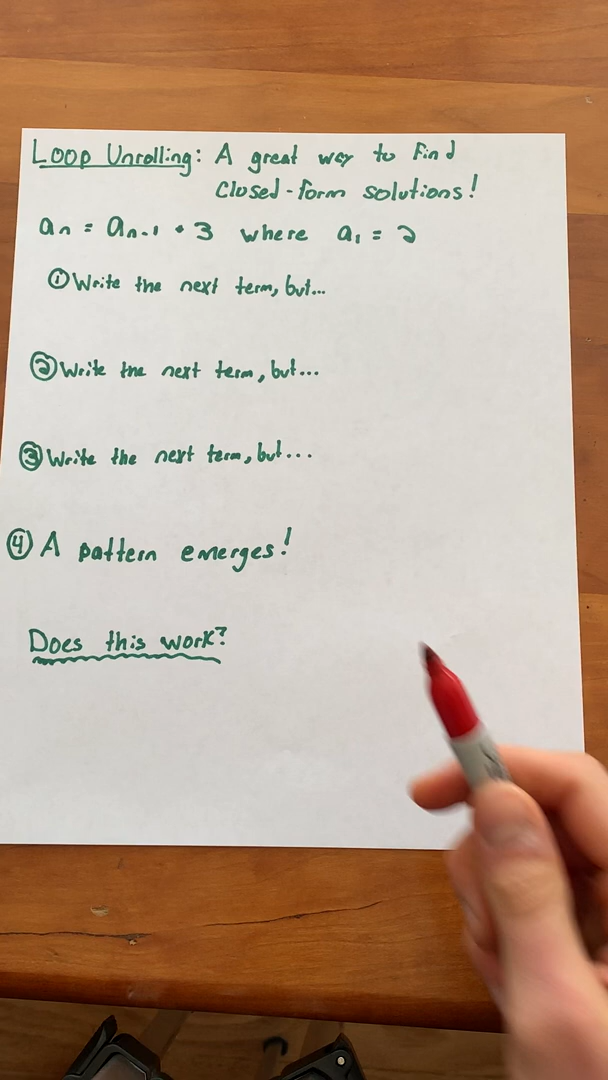 Loop Unrolling: A great way to find
closed-form solutions!
aₙ = aₙ₋₁ + 3 where a₁ = 2
① Write the next term, but...
② Write the next term, but...
③ Write the next term, but...
④ A pattern emerges!
Does this work?